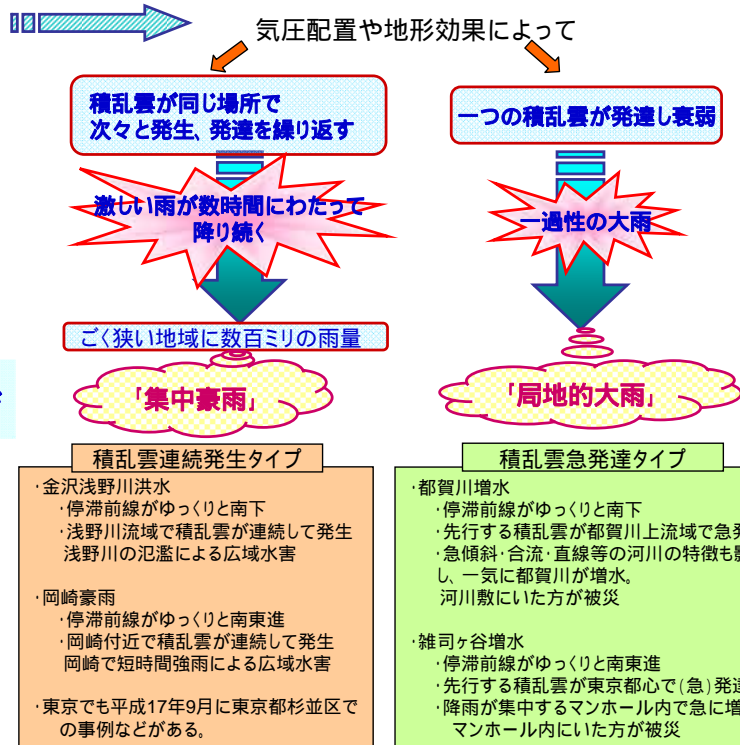 気圧配置や地形効果によって
積乱雲が同じ場所で
次々と発生、発達を繰り返す
激しい雨が数時間にわたって
降り続く
ごく狭い地域に数百ミリの雨量
「集中豪雨」
積乱雲連続発生タイプ
・金沢浅野川洪水
・停滞前線がゆっくりと南下
・浅野川流域で積乱雲が連続して発生
浅野川の氾濫による広域水害
・岡崎豪雨
・停滞前線がゆっくりと南東進
・岡崎付近で積乱雲が連続して発生
岡崎で短時間強雨による広域水害
・東京でも平成17年9月に東京都杉並区で
の事例などがある。
一つの積乱雲が発達し衰弱
一過性の大雨
「局地的大雨」
積乱雲急発達タイプ
・都賀川増水
・停滞前線がゆっくりと南下
・先行する積乱雲が都賀川上流域で急発
・急傾斜・合流・直線等の河川の特徴も影
し、一気に都賀川が増水。
河川敷にいた方が被災
・雑司ヶ谷増水
・停滞前線がゆっくりと南東進
・先行する積乱雲が東京都心で(急)発達
・降雨が集中するマンホール内で急に増
マンホール内にいた方が被災